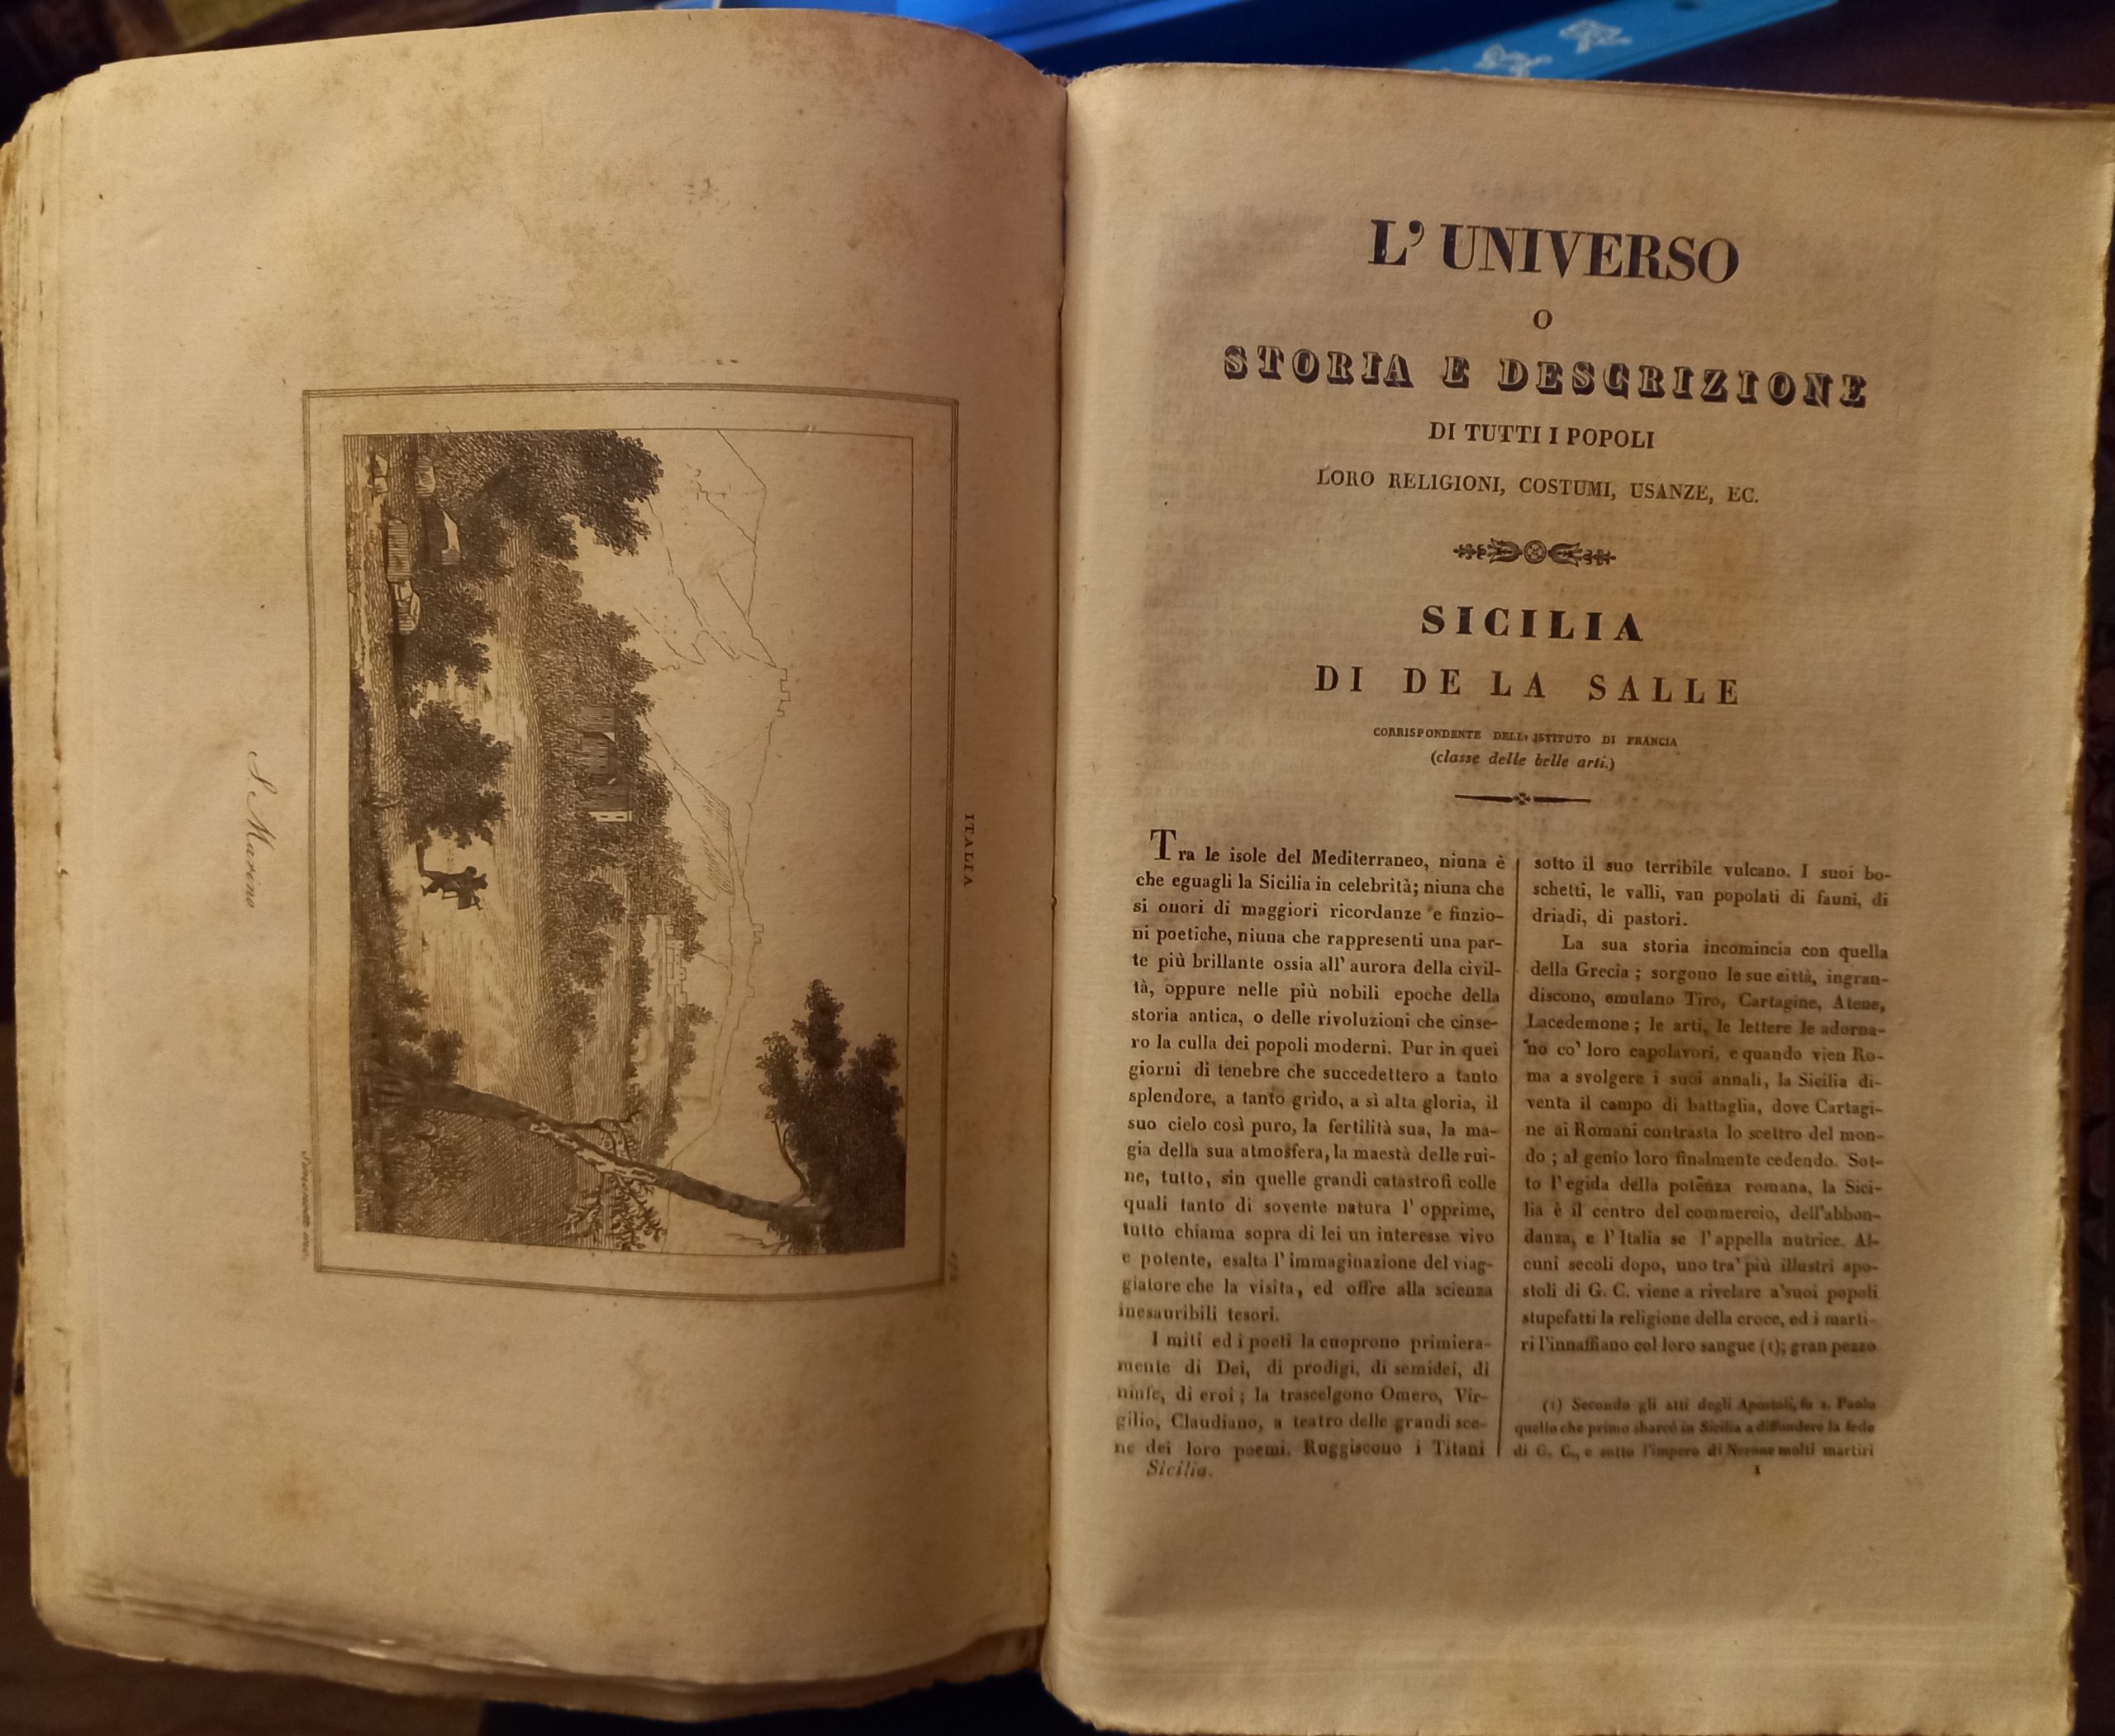 ITALIA
S. Marino
L' UNIVERSO
O
STORIA E DESCRIZIONE
DI TUTTI I POPOLI
LORO RELIGIONI, COSTUMI, USANZE, EC.
SICILIA
DI DE LA SALLE
CORRISPONDENTE DELL' ISTITUTO DI FRANCIA
(classe delle belle arti.)
Tra le isole del Mediterraneo, niuna è
che eguagli la Sicilia in celebrità; niuna che
si onori di maggiori ricordanze e finzio-
ni poetiche, niuna che rappresenti una par-
te più brillante ossia all' aurora della civil-
tà, oppure nelle più nobili epoche della
storia antica, o delle rivoluzioni che cinse-
ro la culla dei popoli moderni. Pur in quei
giorni di tenebre che succedettero a tanto
splendore, a tanto grido, a sì alta gloria, il
suo cielo così puro, la fertilità sua, la ma-
gia della sua atmosfera, la maestà delle rui-
ne, tutto, sin quelle grandi catastrofi colle
quali tanto di sovente natura l' opprime,
tutto chiama sopra di lei un interesse vivo
e potente, esalta l' immaginazione del viag-
giatore che la visita, ed offre alla scienza
inesauribili tesori.
I miti ed i poeti la cuoprono primiera-
mente di Dei, di prodigi, di semidei, di
ninfe, di eroi; la trascelgono Omero, Vir-
gilio, Claudiano, a teatro delle grandi sce-
ne dei loro poemi. Ruggiscono i Titani
Sicilia.
sotto il suo terribile vulcano. I suoi bo-
schetti, le valli, van popolati di fauni, di
driadi, di pastori.
La sua storia incomincia con quella
della Grecia; sorgono le sue città, ingran-
discono, emulano Tiro, Cartagine, Atene,
Lacedemone; le arti, le lettere le adorna-
no co' loro capolavori, e quando vien Ro-
ma a svolgere i suoi annali, la Sicilia di-
venta il campo di battaglia, dove Cartagi-
ne ai Romani contrasta lo scettro del mon-
do; al genio loro finalmente cedendo. Sot-
to l'egida della potenza romana, la Sici-
lia è il centro del commercio, dell'abbon-
danza, e l'Italia se l'appella nutrice. Al-
cuni secoli dopo, uno tra' più illustri apo-
stoli di G. C. viene a rivelare a'suoi popoli
stupefatti la religione della croce, ed i marti-
ri l'innaffiano col loro sangue (1); gran pezzo
(1) Secondo gli atti degli Apostoli, fu s. Paolo
quello che primo sbarcò in Sicilia a diffondere la fede
di G. C., e sotto l'impero di Nerone molti martiri
1